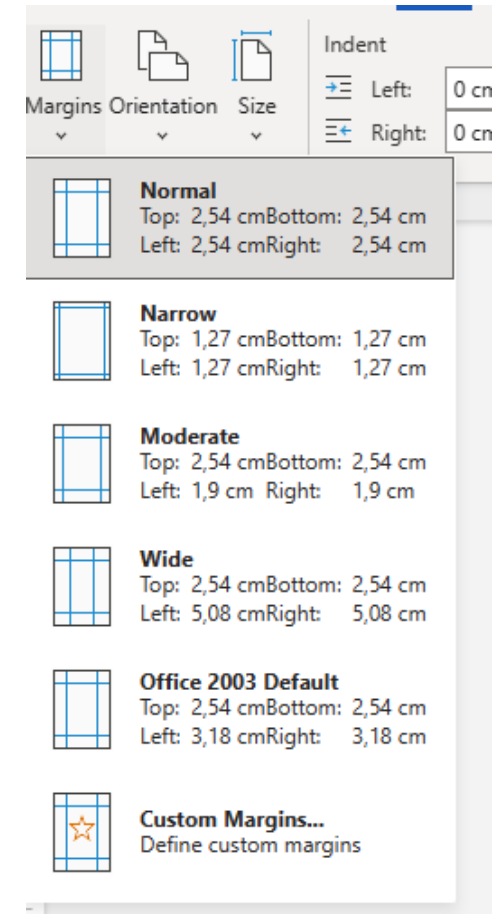 Indent
Margins Orientation Size
Left: 0 cm
Right: 0 cm
Normal
Top: 2,54 cmBottom: 2,54 cm
Left: 2,54 cmRight: 2,54 cm
Narrow
Top: 1,27 cmBottom: 1,27 cm
Left: 1,27 cmRight: 1,27 cm
Moderate
Top: 2,54 cmBottom: 2,54 cm
Left: 1,9 cm Right: 1,9 cm
Wide
Top: 2,54 cmBottom: 2,54 cm
Left: 5,08 cmRight: 5,08 cm
Office 2003 Default
Top: 2,54 cmBottom: 2,54 cm
Left: 3,18 cmRight: 3,18 cm
Custom Margins...
Define custom margins